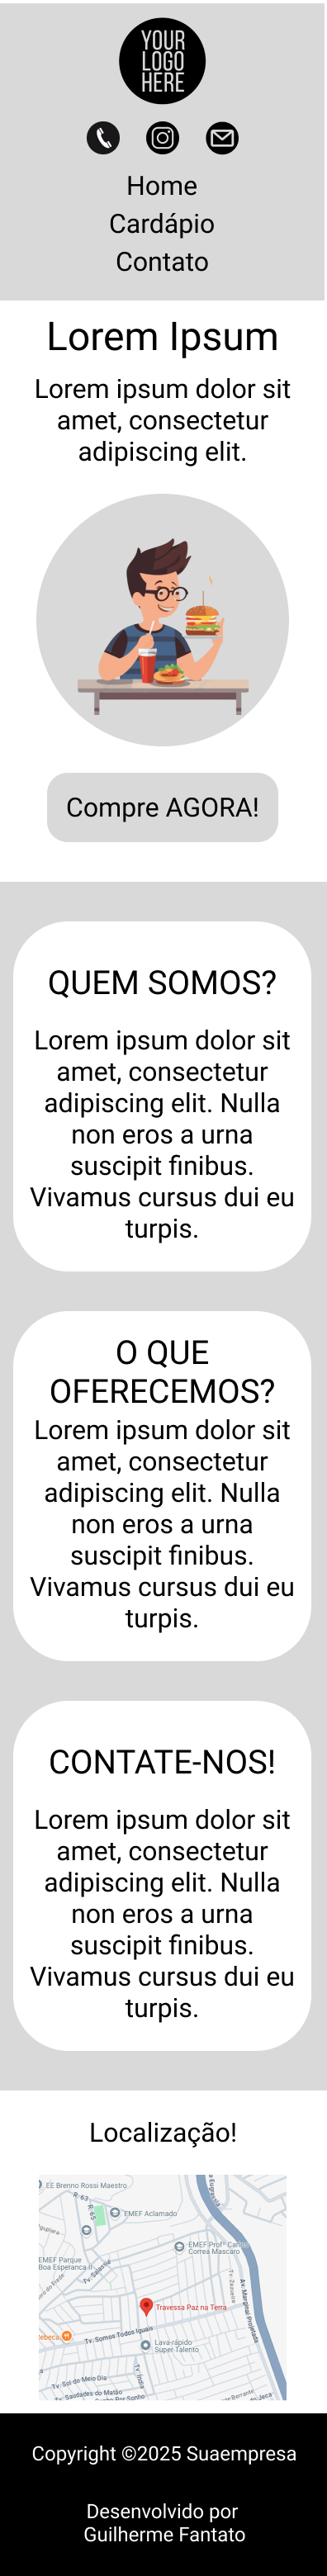 YOUR
LOGO
HERE
Home
Cardápio
Contato
Lorem Ipsum
Lorem ipsum dolor sit
amet, consectetur
adipiscing elit.
Compre AGORA!
QUEM SOMOS?
Lorem ipsum dolor sit
amet, consectetur
adipiscing elit. Nulla
non eros a urna
suscipit finibus.
Vivamus cursus dui eu
turpis.
O QUE
OFERECEMOS?
Lorem ipsum dolor sit
amet, consectetur
adipiscing elit. Nulla
non eros a urna
suscipit finibus.
Vivamus cursus dui eu
turpis.
CONTATE-NOS!
Lorem ipsum dolor sit
amet, consectetur
adipiscing elit. Nulla
non eros a urna
suscipit finibus.
Vivamus cursus dui eu
turpis.
Localização!
EE Brenno Rossi Maestro
R. 63
R. 65
EMEF Aclamado
EMEF Prof° Carlos
Correa Mascaro
EMEF Parque
Boa Esperança II
Travessa Paz na Terra
Av. Marginal Projetada
Tv. Somos Todos Iguais
Lava-rápido
Super Talento
Tv. Sol do Meio Dia
Tv. Índia
Saudades do Matão
Copyright ©2025 Suaempresa
Desenvolvido por
Guilherme Fantato